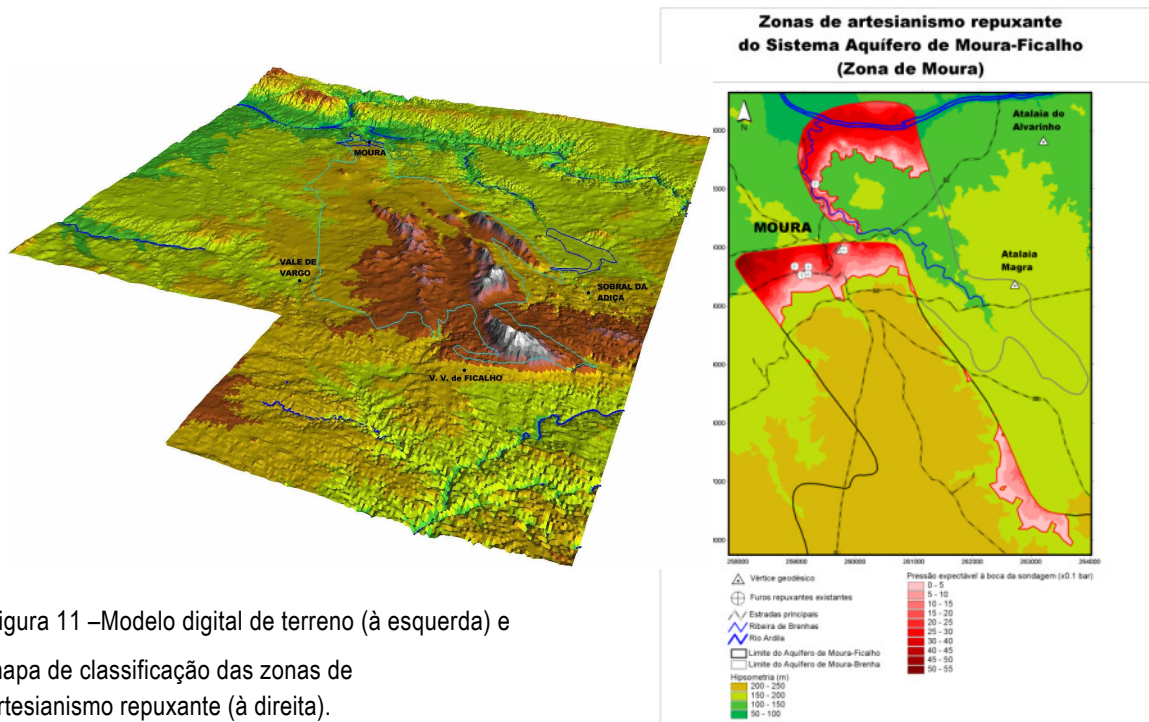 Zonas de artesianismo repuxante
do Sistema Aquífero de Moura-Ficalho
(Zona de Moura)
MOURA
VALE DE
VARGO
SOBRAL DA
ADIÇA
V. V. de FICALHO
N
Atalaia do
Alvarinho
MOURA
Atalaia
Magra
258000
259000
260000
261000
262000
263000
264000
Vértice geodésico
Furos repuxantes existentes
Estradas principais
Ribeira de Brenhas
Rio Ardila
Limite do Aquífero de Moura-Ficalho
Limite do Aquífero de Moura-Brenha
Hipsometria (m)
200 - 250
150 - 200
100 - 150
50 - 100
Pressão expectável à boca da sondagem (x0.1 bar)
0 - 5
5 - 10
10 - 15
15 - 20
20 - 25
25 - 30
30 - 40
40 - 45
45 - 50
50 - 55
igura 11 –Modelo digital de terreno (à esquerda) e
apa de classificação das zonas de
rtesianismo repuxante (à direita).